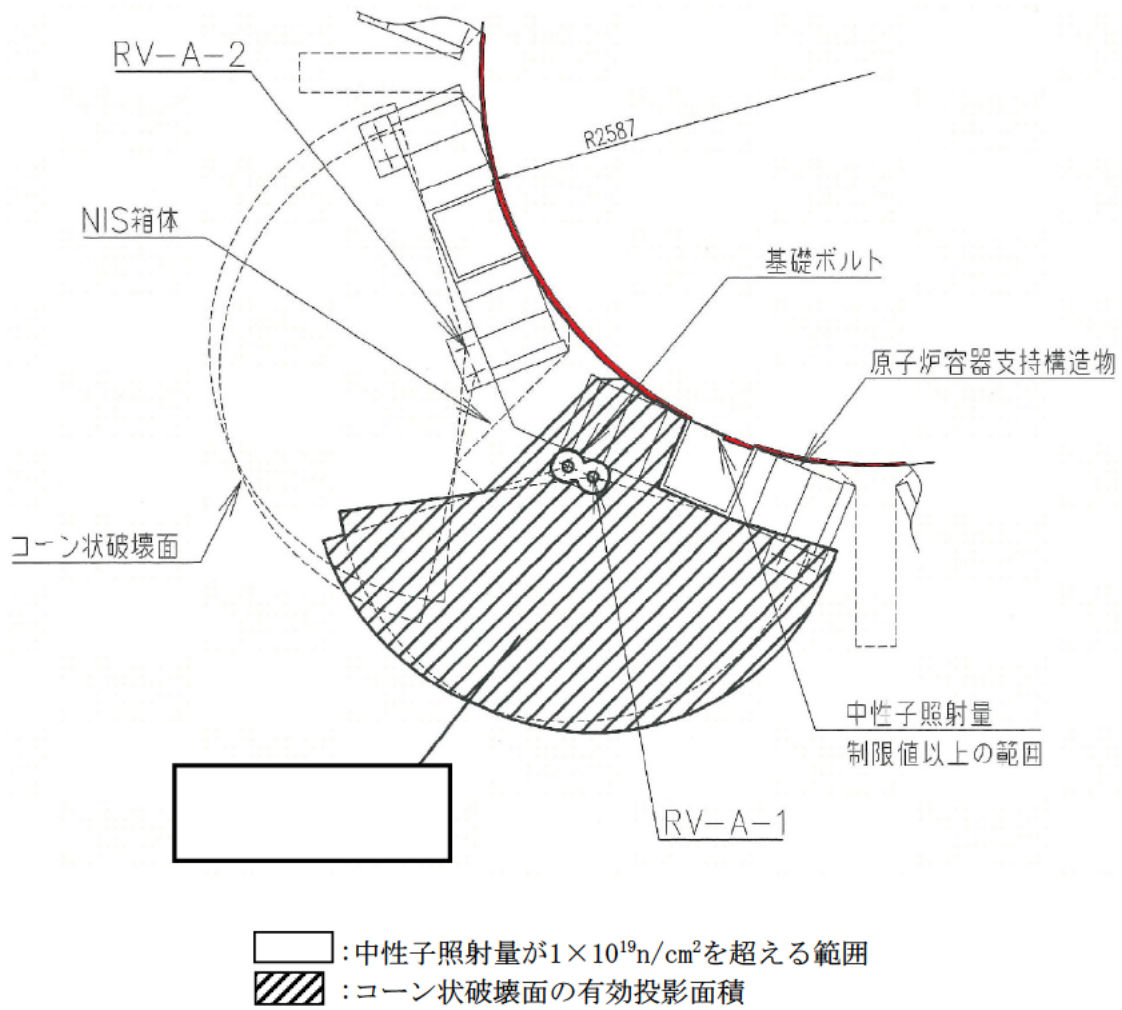 RV-A-2
R2587
NIS箱体
基礎ボルト
原子炉容器支持構造物
コーン状破壊面
中性子照射量
制限値以上の範囲
RV-A-1
:中性子照射量が1×10¹⁹n/cm²を超える範囲
:コーン状破壊面の有効投影面積